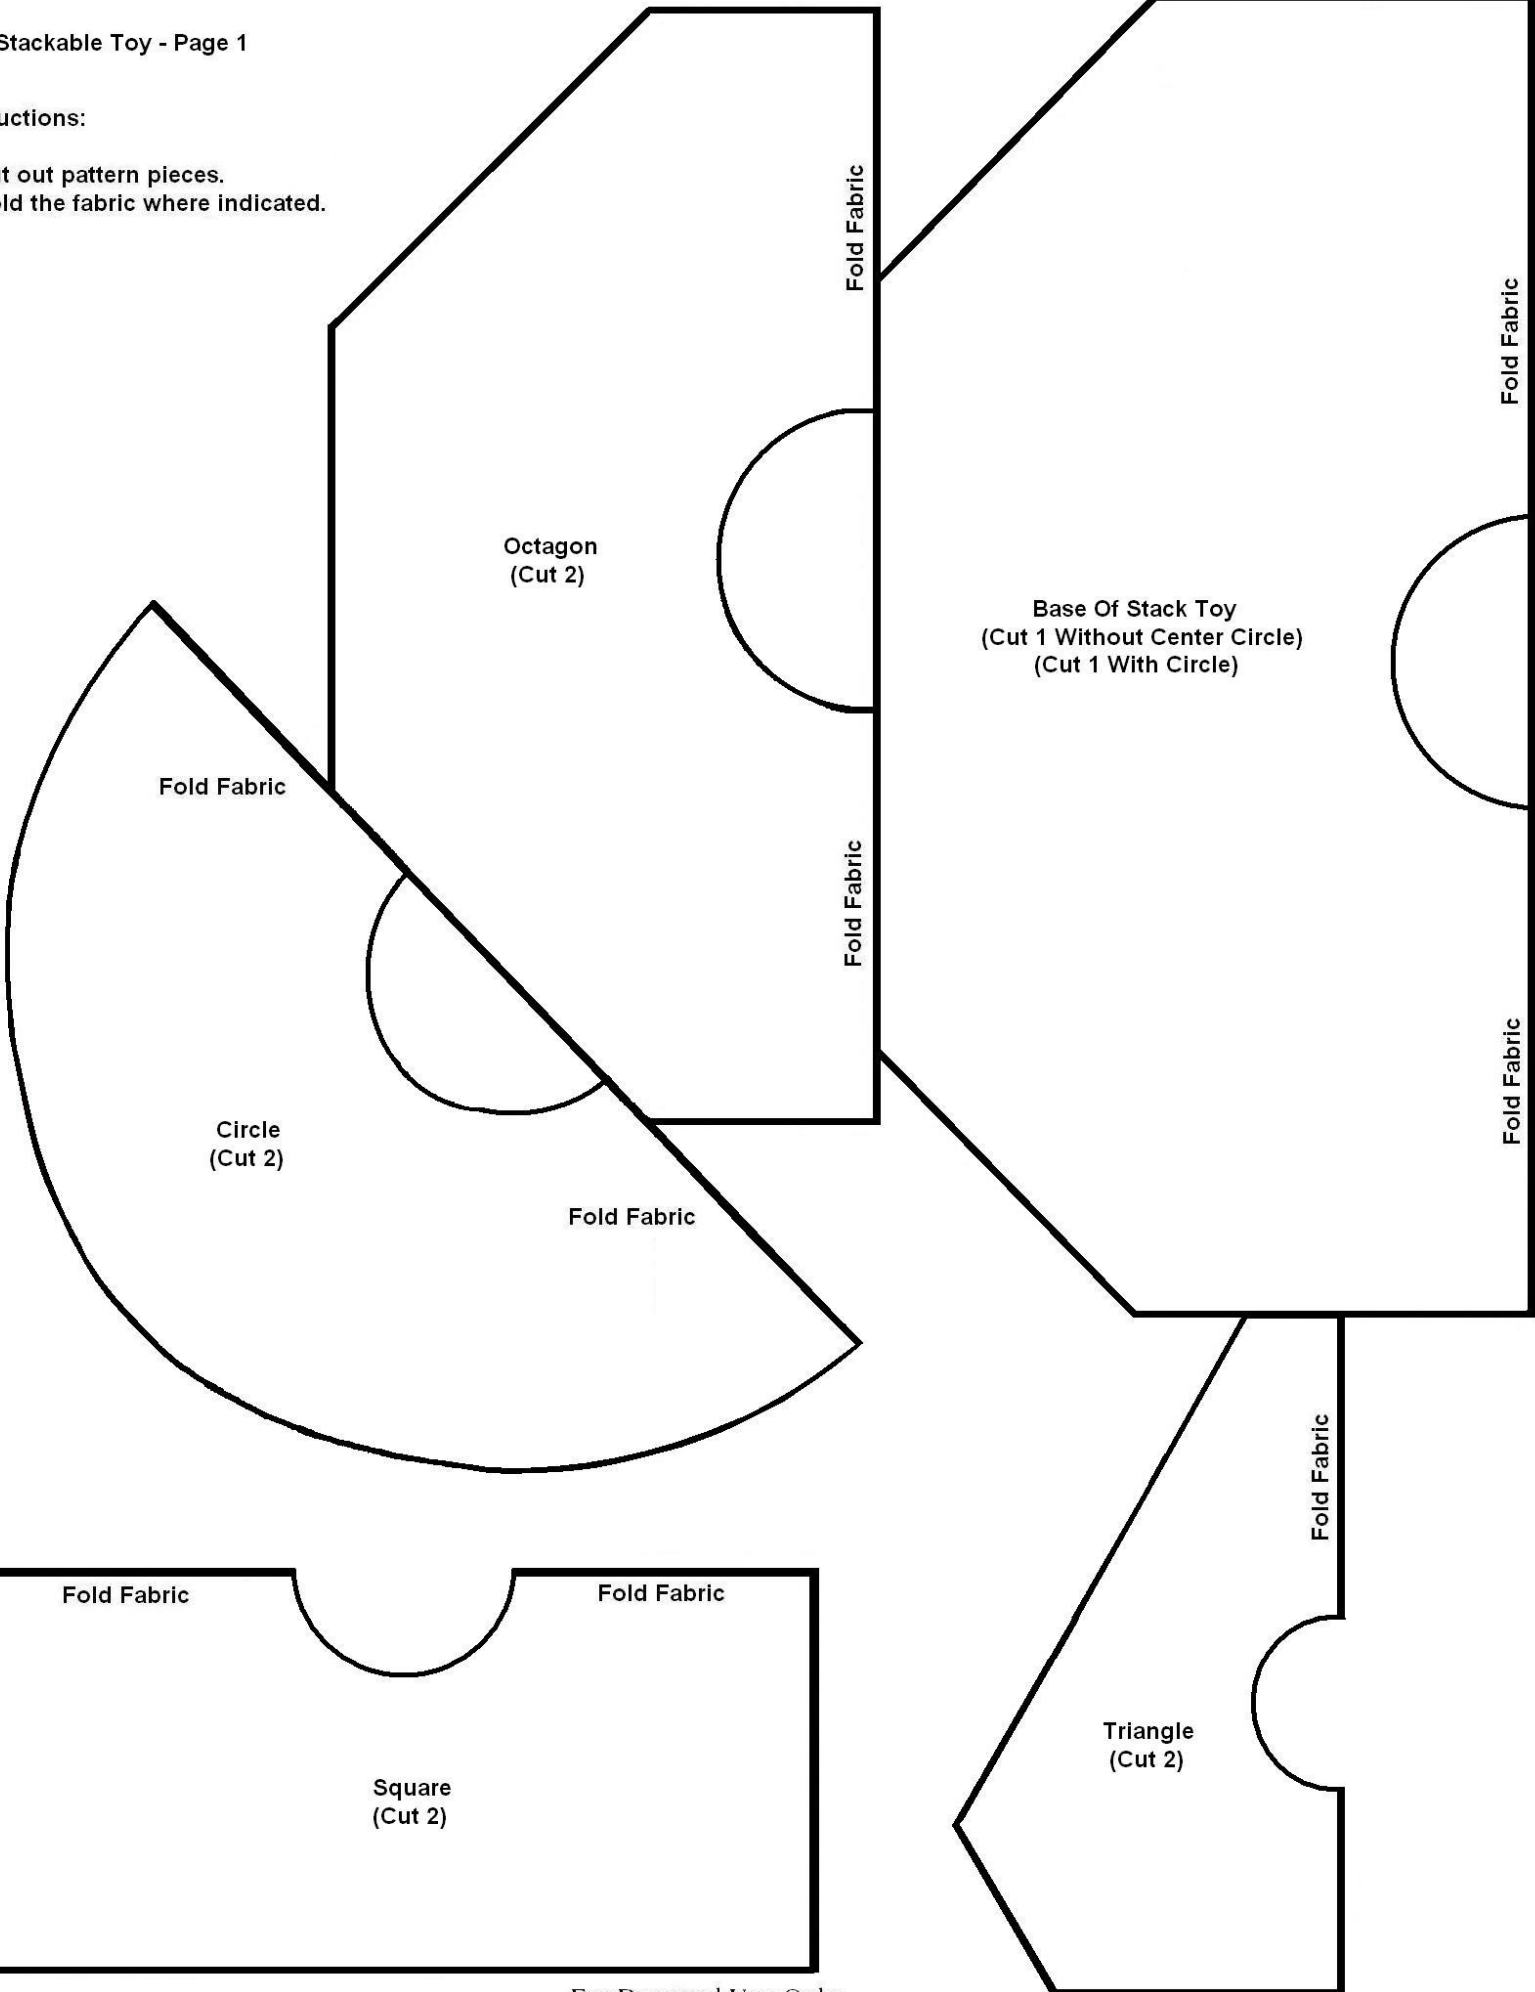 Stackable Toy - Page 1
uctions:
t out pattern pieces.
ld the fabric where indicated.
Fold Fabric
Fold Fabric
Octagon
(Cut 2)
Base Of Stack Toy
(Cut 1 Without Center Circle)
(Cut 1 With Circle)
Fold Fabric
Fold Fabric
Fold Fabric
Circle
(Cut 2)
Fold Fabric
Fold Fabric
Fold Fabric
Fold Fabric
Triangle
(Cut 2)
Square
(Cut 2)